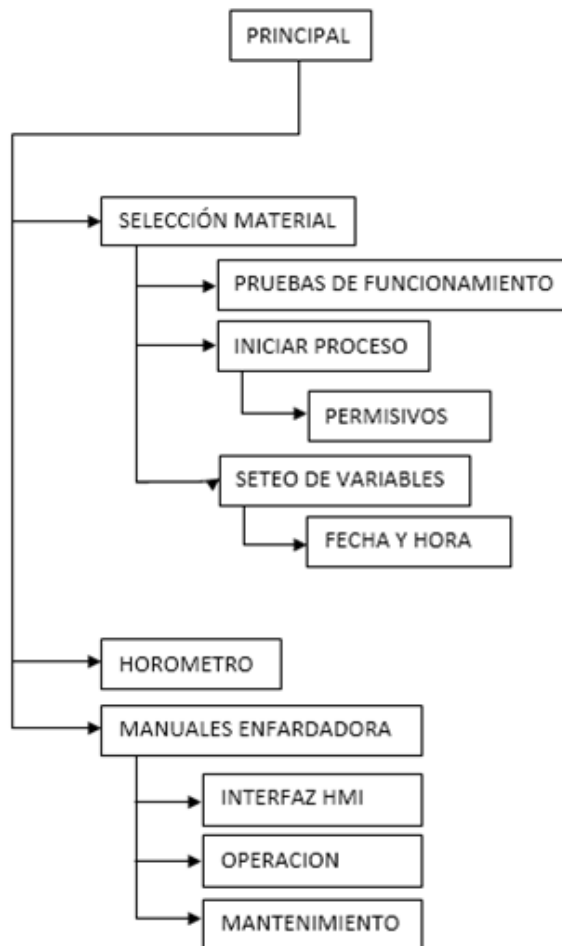 PRINCIPAL
SELECCIÓN MATERIAL
PRUEBAS DE FUNCIONAMIENTO
INICIAR PROCESO
PERMISIVOS
SETEO DE VARIABLES
FECHA Y HORA
HOROMETRO
MANUALES ENFARDADORA
INTERFAZ HMI
OPERACION
MANTENIMIENTO